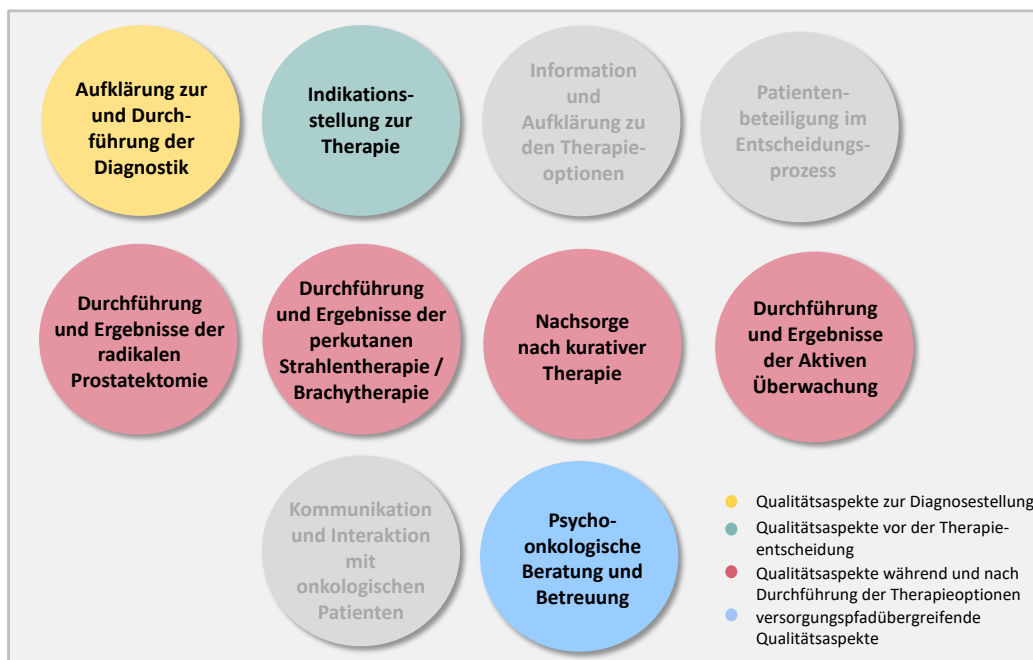 Aufklärung zur
und Durch-
führung der
Diagnostik
Indikations-
stellung zur
Therapie
Information
und
Aufklärung zu
den Therapie-
optionen
Patienten-
beteiligung im
Entscheidungs-
prozess
Durchführung
und Ergebnisse der
radikalen
Prostatektomie
Durchführung
und Ergebnisse der
perkutanen
Strahlentherapie /
Brachytherapie
Nachsorge
nach kurativer
Therapie
Durchführung
und Ergebnisse
der Aktiven
Überwachung
Kommunikation
und Interaktion
mit
onkologischen
Patienten
Psycho-
onkologische
Beratung und
Betreuung
Qualitätsaspekte zur Diagnosestellung
Qualitätsaspekte vor der Therapie-
entscheidung
Qualitätsaspekte während und nach
Durchführung der Therapieoptionen
versorgungspfadübergreifende
Qualitätsaspekte